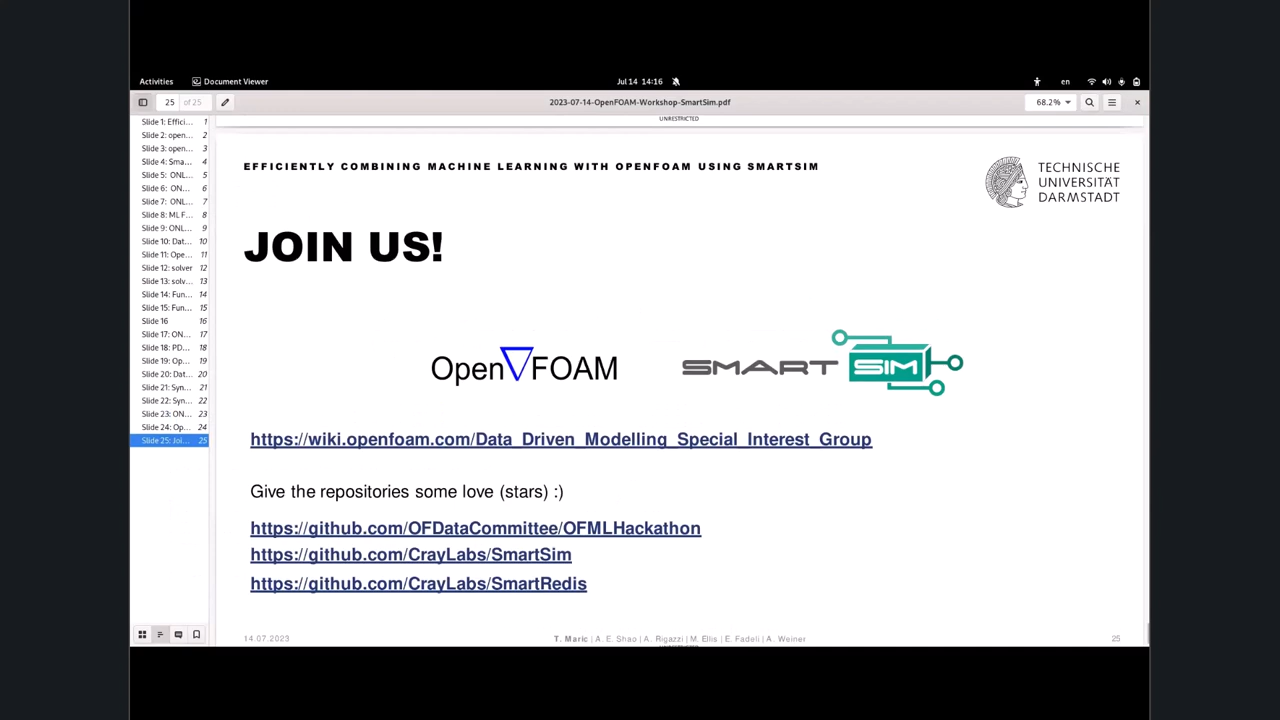 Activities Document Viewer Jul 14 14:16 en
25 of 25 2023-07-14-OpenFOAM-Workshop-SmartSim.pdf 68.2%
Slide 1: Effici... 1
Slide 2: open... 2
Slide 3: open... 3
Slide 4: Sma... 4
Slide 5: ONL... 5
Slide 6: ON... 6
Slide 7: ONL... 7
Slide 8: ML F... 8
Slide 9: ONL... 9
Slide 10: Dat... 10
Slide 11: Ope... 11
Slide 12: solver 12
Slide 13: solv... 13
Slide 14: Fun... 14
Slide 15: Fun... 15
Slide 16 16
Slide 17: ON... 17
Slide 18: PD... 18
Slide 19: Op... 19
Slide 20: Dat... 20
Slide 21: Syn... 21
Slide 22: Syn... 22
Slide 23: ON... 23
Slide 24: Op... 24
Slide 25: Joi... 25
UNRESTRICTED
EFFICIENTLY COMBINING MACHINE LEARNING WITH OPENFOAM USING SMARTSIM
TECHNISCHE
UNIVERSITÄT
DARMSTADT
JOIN US!
Open∇FOAM SMART SIM
https://wiki.openfoam.com/Data_Driven_Modelling_Special_Interest_Group
Give the repositories some love (stars) :)
https://github.com/OFDataCommittee/OFMLHackathon
https://github.com/CrayLabs/SmartSim
https://github.com/CrayLabs/SmartRedis
14.07.2023 T. Maric | A. E. Shao | A. Rigazzi | M. Ellis | E. Fadeli | A. Weiner 25